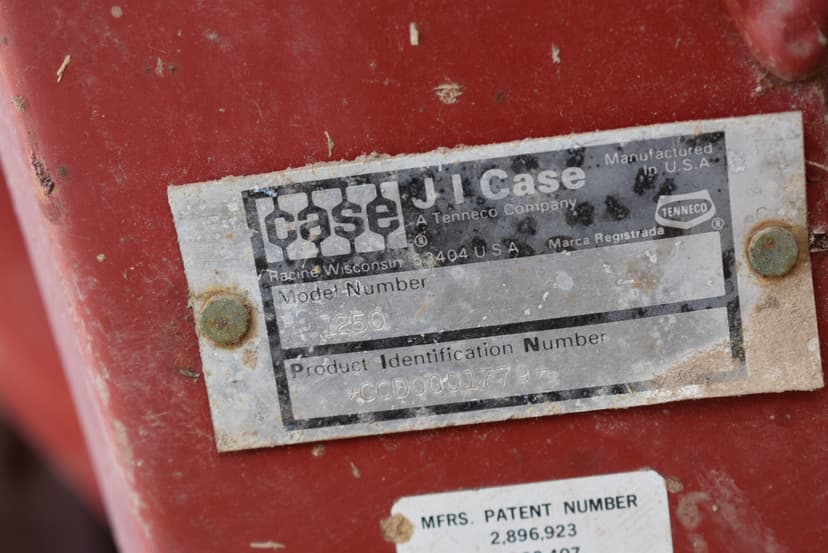 case ®
J I Case
A Tenneco Company
Manufactured
In U.S.A.
TENNECO ®
Racine, Wisconsin 53404 U S A
Marca Registrada
Model Number
1250
Product Identification Number
MFRS. PATENT NUMBER
2,896,923